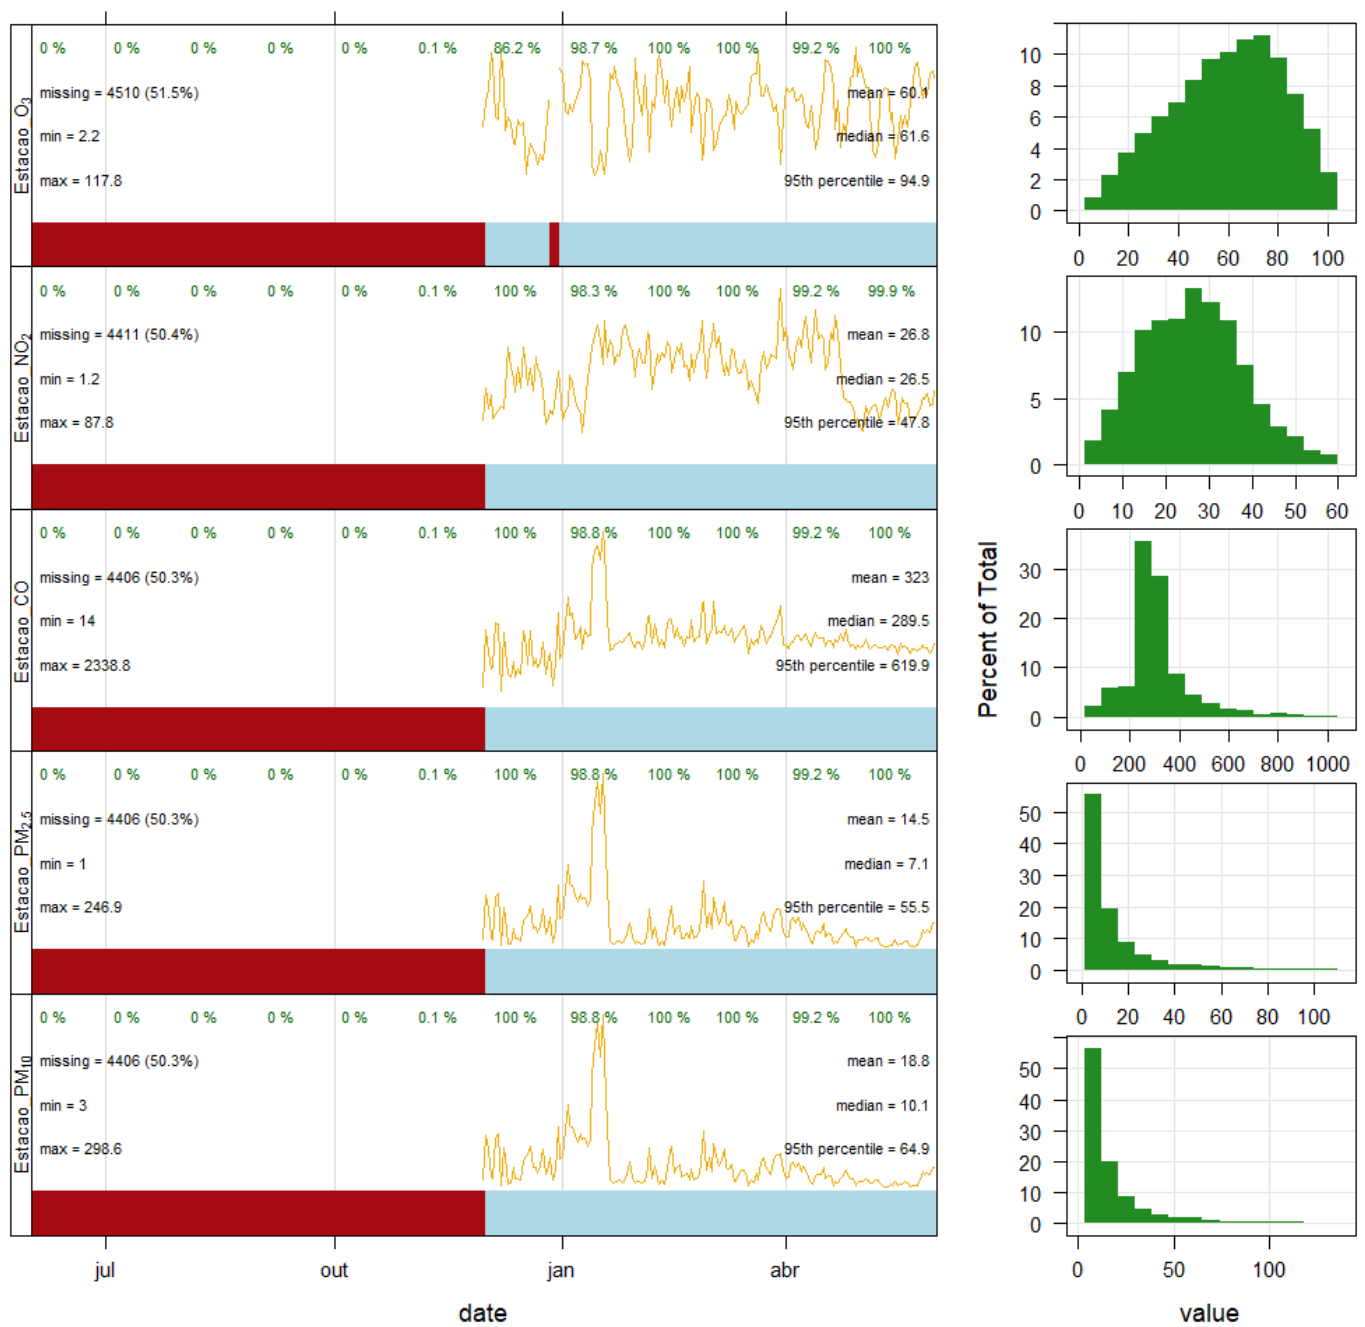 Estacao_O3
0 % 0 % 0 % 0 % 0 % 0.1 % 86.2 % 98.7 % 100 % 100 % 99.2 % 100 %
missing = 4510 (51.5%)
min = 2.2
max = 117.8
mean = 60.1
median = 61.6
95th percentile = 94.9
Estacao_NO2
0 % 0 % 0 % 0 % 0 % 0.1 % 100 % 98.3 % 100 % 100 % 99.2 % 99.9 %
missing = 4411 (50.4%)
min = 1.2
max = 87.8
mean = 26.8
median = 26.5
95th percentile = 47.8
Estacao_CO
0 % 0 % 0 % 0 % 0 % 0.1 % 100 % 98.8 % 100 % 100 % 99.2 % 100 %
missing = 4406 (50.3%)
min = 14
max = 2338.8
mean = 323
median = 289.5
95th percentile = 619.9
Estacao_PM2.5
0 % 0 % 0 % 0 % 0 % 0.1 % 100 % 98.8 % 100 % 100 % 99.2 % 100 %
missing = 4406 (50.3%)
min = 1
max = 246.9
mean = 14.5
median = 7.1
95th percentile = 55.5
Estacao_PM10
0 % 0 % 0 % 0 % 0 % 0.1 % 100 % 98.8 % 100 % 100 % 99.2 % 100 %
missing = 4406 (50.3%)
min = 3
max = 298.6
mean = 18.8
median = 10.1
95th percentile = 64.9
jul out jan abr
date
Percent of Total
10
8
6
4
2
0
0 20 40 60 80 100
10
5
0
0 10 20 30 40 50 60
30
20
10
0
0 200 400 600 800 1000
50
40
30
20
10
0
0 20 40 60 80 100
50
40
30
20
10
0
0 50 100
value